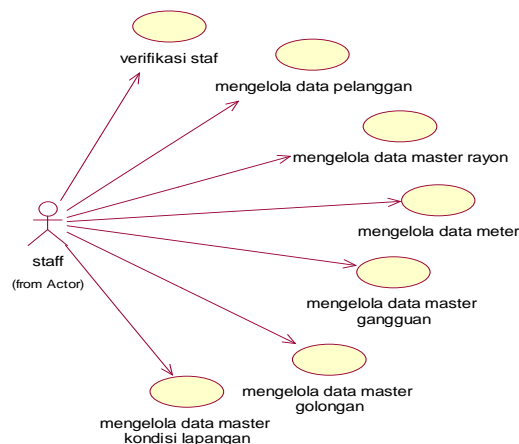 verifikasi staf
mengelola data pelanggan
mengelola data master rayon
mengelola data meter
staff
(from Actor)
mengelola data master
gangguan
mengelola data master
golongan
mengelola data master
kondisi lapangan